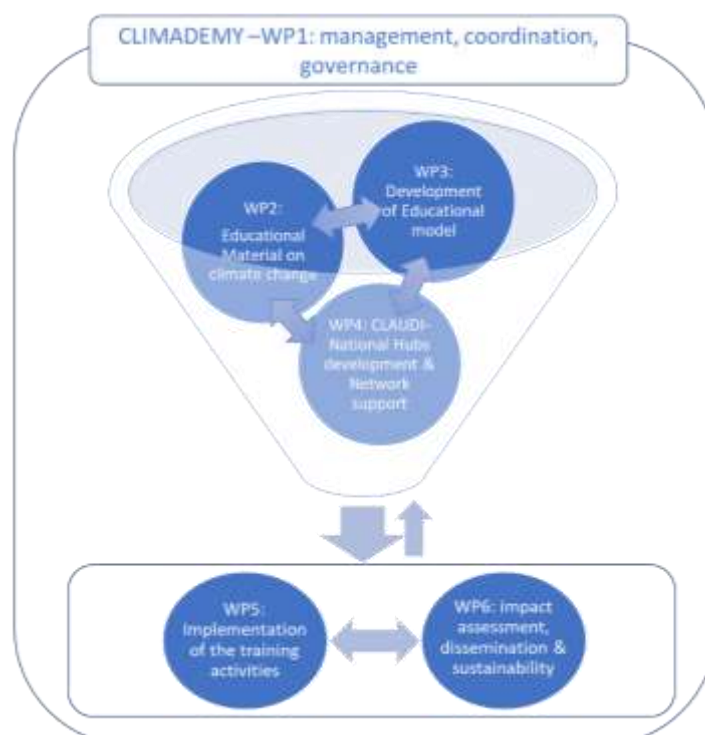 CLIMADEMY –WP1: management, coordination,
governance
WP2:
Educational
Material on
climate change
WP3:
Development
of Educational
model
WP4: CLAUDI-
National Hubs
development &
Network
support
WP5:
Implementation
of the training
activities
WP6: impact
assessment,
dissemination &
sustainability